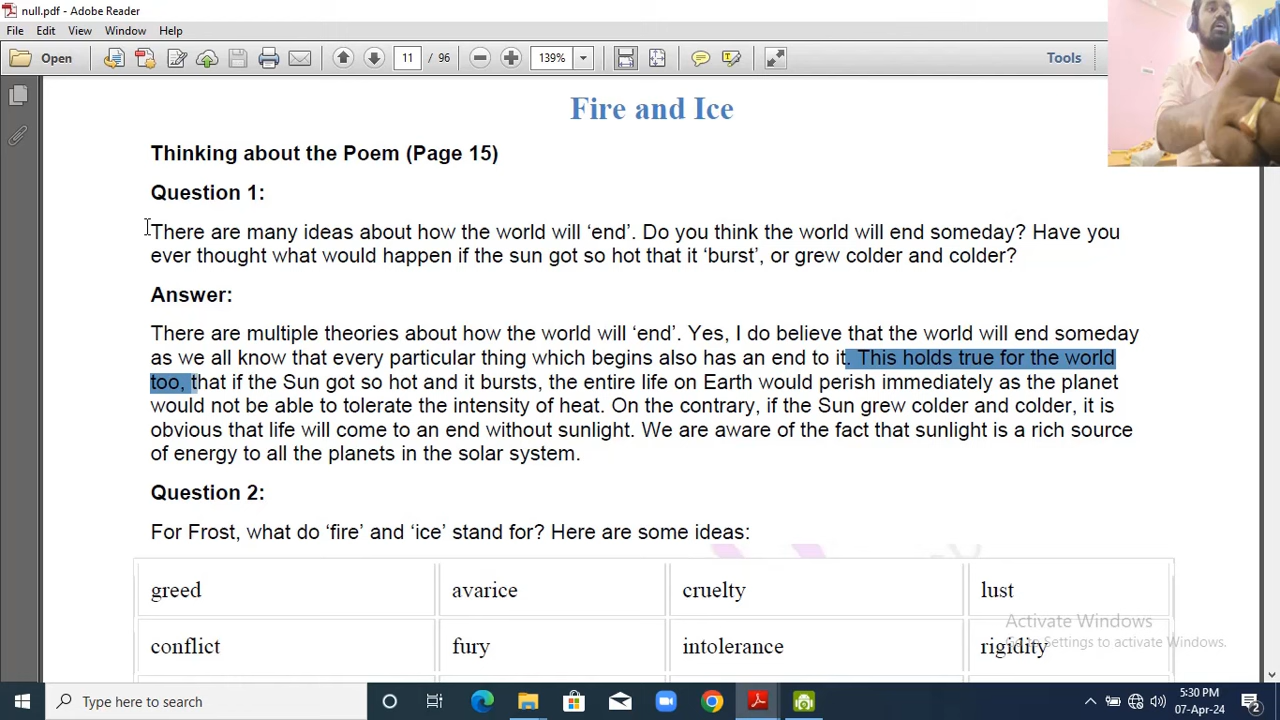 null.pdf - Adobe Reader
File Edit View Window Help
Open 11 / 96 139% Tools
Fire and Ice
Thinking about the Poem (Page 15)
Question 1:
There are many ideas about how the world will ‘end’. Do you think the world will end someday? Have you
ever thought what would happen if the sun got so hot that it ‘burst’, or grew colder and colder?
Answer:
There are multiple theories about how the world will ‘end’. Yes, I do believe that the world will end someday
as we all know that every particular thing which begins also has an end to it. This holds true for the world
too, that if the Sun got so hot and it bursts, the entire life on Earth would perish immediately as the planet
would not be able to tolerate the intensity of heat. On the contrary, if the Sun grew colder and colder, it is
obvious that life will come to an end without sunlight. We are aware of the fact that sunlight is a rich source
of energy to all the planets in the solar system.
Question 2:
For Frost, what do ‘fire’ and ‘ice’ stand for? Here are some ideas:
greed avarice cruelty lust
Activate Windows
Go to Settings to activate Windows.
conflict fury intolerance rigidity
Type here to search
5:30 PM
07-Apr-24
2